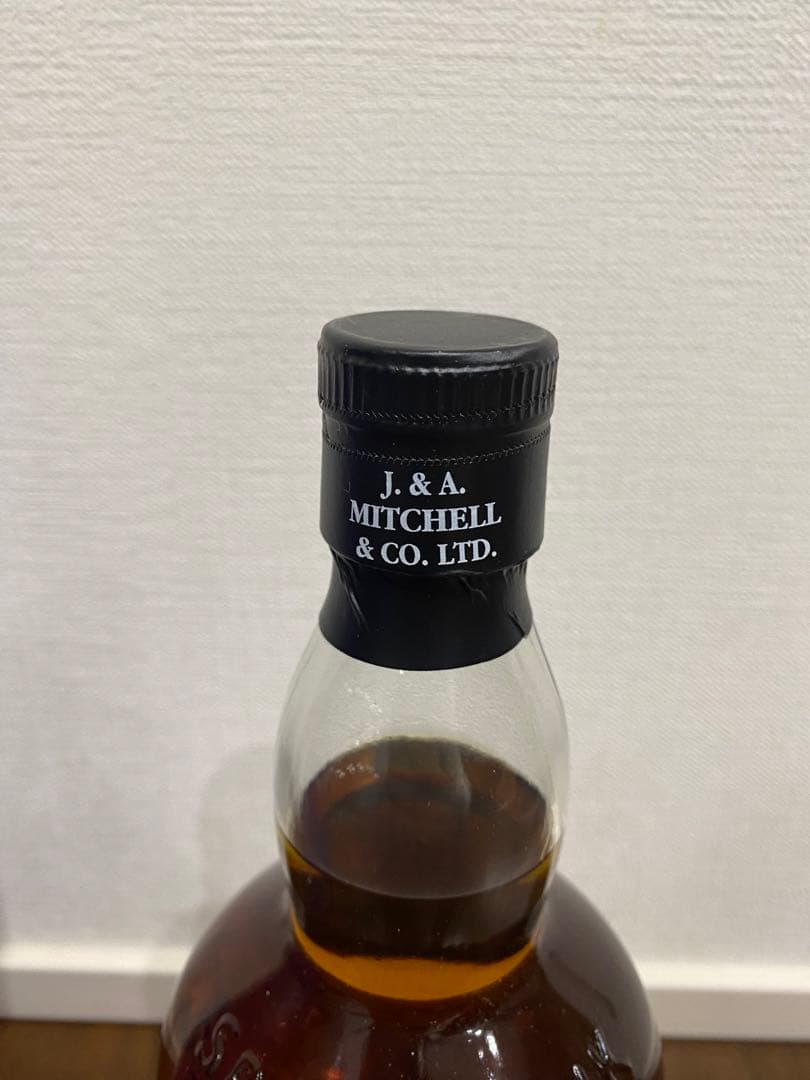 J. & A.
MITCHELL
& CO. LTD.